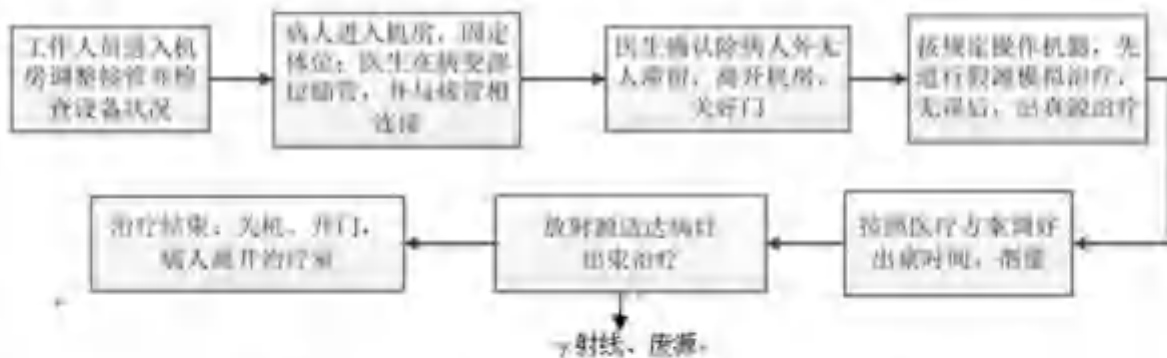 工作人员进入机
房调整接管并检
查设备状况
病人进入机房，固定
体位；医生在病变部
位插管，并与接管相
连接
医生确认除病人外无
人滞留，离开机房，
关好门
按规定操作机器，先
进行假源模拟治疗，
无误后，出真源治疗
按照医疗方案调好
出束时间，剂量
放射源送达病灶
出束治疗
治疗结束，关机、开门，
病人离开治疗室
γ射线、废源。